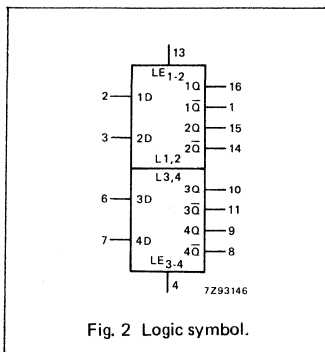 13
LE1-2
2 1D 1Q 16
1Q̅ 1
3 2D 2Q 15
2Q̅ 14
L1,2
L3,4
6 3D 3Q 10
3Q̅ 11
7 4D 4Q 9
4Q̅ 8
LE3-4
4
7Z93146
Fig. 2 Logic symbol.